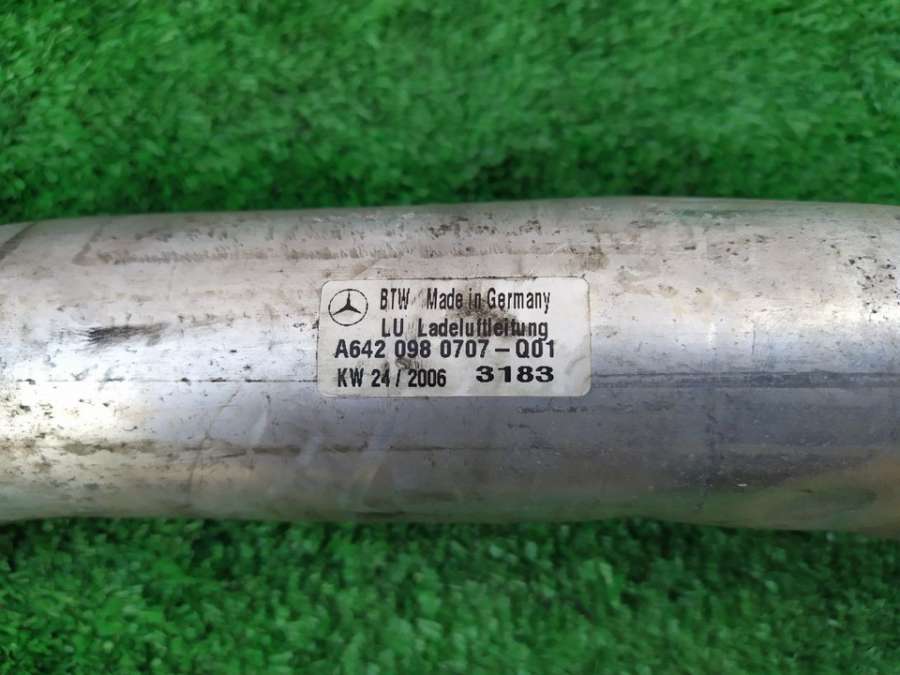 BTW Made in Germany
LU Ladeluftleitung
A642 098 0707-Q01
KW 24 / 2006 3183